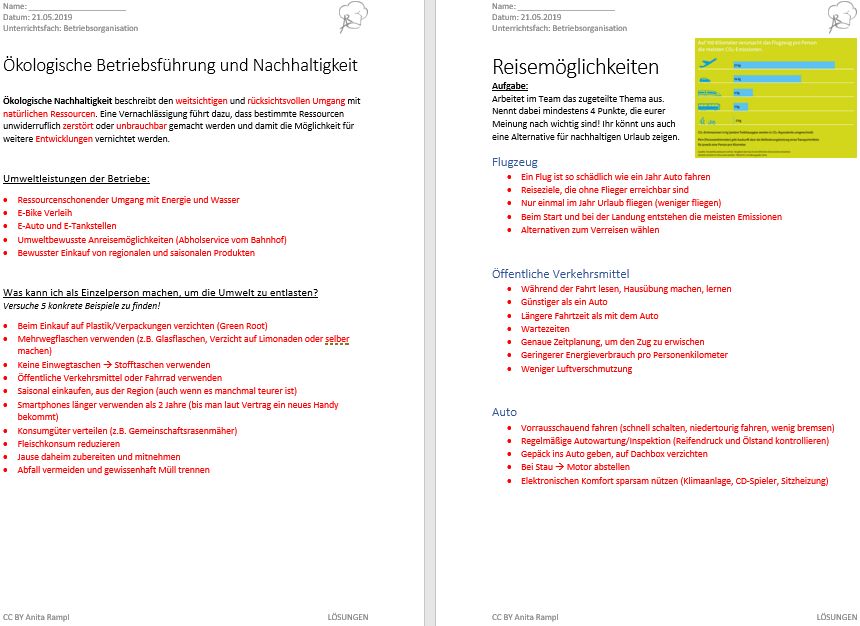 Name: ___________________
Datum: 21.05.2019
Unterrichtsfach: Betriebsorganisation
Ökologische Betriebsführung und Nachhaltigkeit
Ökologische Nachhaltigkeit beschreibt den weitsichtigen und rücksichtsvollen Umgang mit
natürlichen Ressourcen. Eine Vernachlässigung führt dazu, dass bestimmte Ressourcen
unwiderruflich zerstört oder unbrauchbar gemacht werden und damit die Möglichkeit für
weitere Entwicklungen vernichtet werden.
Umweltleistungen der Betriebe:
• Ressourcenschonender Umgang mit Energie und Wasser
• E-Bike Verleih
• E-Auto und E-Tankstellen
• Umweltbewusste Anreisemöglichkeiten (Abholservice vom Bahnhof)
• Bewusster Einkauf von regionalen und saisonalen Produkten
Was kann ich als Einzelperson machen, um die Umwelt zu entlasten?
Versuche 5 konkrete Beispiele zu finden!
• Beim Einkauf auf Plastik/Verpackungen verzichten (Green Root)
• Mehrwegflaschen verwenden (z.B. Glasflaschen, Verzicht auf Limonaden oder selber
machen)
• Keine Einwegtaschen → Stofftaschen verwenden
• Öffentliche Verkehrsmittel oder Fahrrad verwenden
• Saisonal einkaufen, aus der Region (auch wenn es manchmal teurer ist)
• Smartphones länger verwenden als 2 Jahre (bis man laut Vertrag ein neues Handy
bekommt)
• Konsumgüter verteilen (z.B. Gemeinschaftsrasenmäher)
• Fleischkonsum reduzieren
• Jause daheim zubereiten und mitnehmen
• Abfall vermeiden und gewissenhaft Müll trennen
CC BY Anita Rampl
LÖSUNGEN
Name: ___________________
Datum: 21.05.2019
Unterrichtsfach: Betriebsorganisation
Reisemöglichkeiten
Aufgabe:
Arbeitet im Team das zugeteilte Thema aus.
Nennt dabei mindestens 4 Punkte, die eurer
Meinung nach wichtig sind! Ihr könnt uns auch
eine Alternative für nachhaltigen Urlaub zeigen.
Auf 100 Kilometer verursacht das Flugzeug pro Person
die meisten CO₂-Emissionen.
Flugzeug
• Ein Flug ist so schädlich wie ein Jahr Auto fahren
• Reiseziele, die ohne Flieger erreichbar sind
• Nur einmal im Jahr Urlaub fliegen (weniger fliegen)
• Beim Start und bei der Landung entstehen die meisten Emissionen
• Alternativen zum Verreisen wählen
Öffentliche Verkehrsmittel
• Während der Fahrt lesen, Hausübung machen, lernen
• Günstiger als ein Auto
• Längere Fahrtzeit als mit dem Auto
• Wartezeiten
• Genaue Zeitplanung, um den Zug zu erwischen
• Geringerer Energieverbrauch pro Personenkilometer
• Weniger Luftverschmutzung
Auto
• Vorrausschauend fahren (schnell schalten, niedertourig fahren, wenig bremsen)
• Regelmäßige Autowartung/Inspektion (Reifendruck und Ölstand kontrollieren)
• Gepäck ins Auto geben, auf Dachbox verzichten
• Bei Stau → Motor abstellen
• Elektronischen Komfort sparsam nützen (Klimaanlage, CD-Spieler, Sitzheizung)
CC BY Anita Rampl
LÖSUNGEN